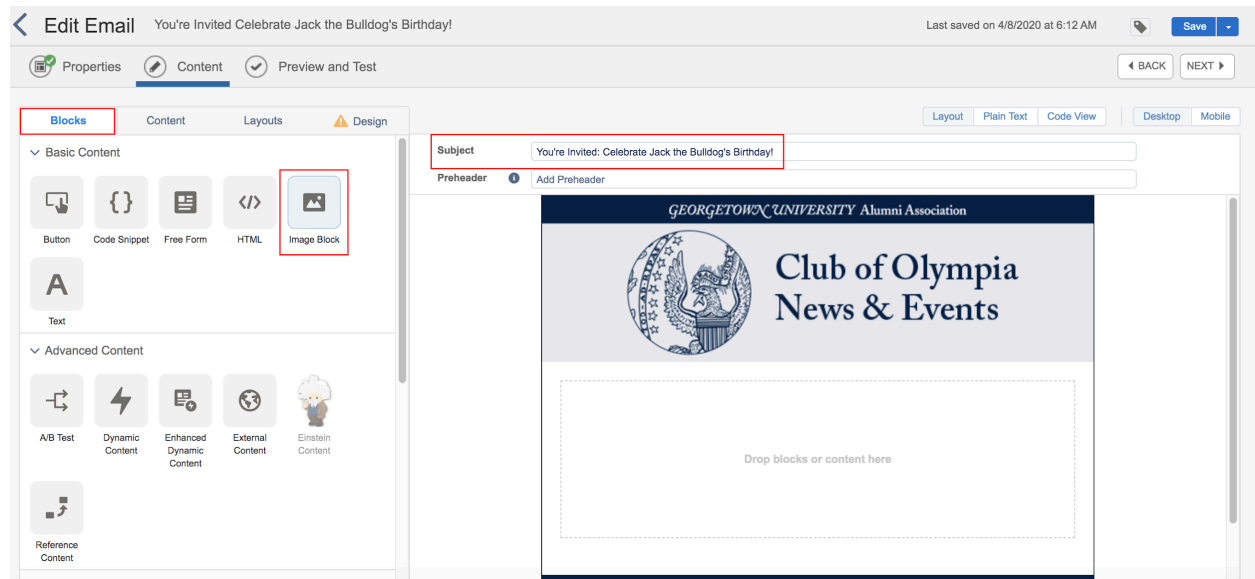 Edit Email
You're Invited Celebrate Jack the Bulldog's Birthday!
Last saved on 4/8/2020 at 6:12 AM
Save
Properties
Content
Preview and Test
BACK
NEXT
Blocks
Content
Layouts
Design
Layout
Plain Text
Code View
Desktop
Mobile
Basic Content
Button
Code Snippet
Free Form
HTML
Image Block
Text
Advanced Content
A/B Test
Dynamic
Content
Enhanced
Dynamic
Content
External
Content
Einstein
Content
Reference
Content
Subject
You're Invited: Celebrate Jack the Bulldog's Birthday!
Preheader
Add Preheader
GEORGETOWN UNIVERSITY Alumni Association
Club of Olympia
News & Events
Drop blocks or content here